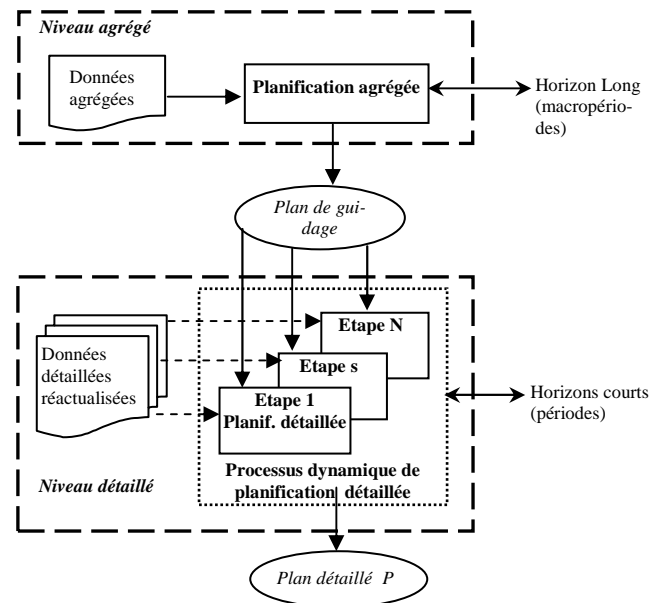 Niveau agrégé
Données
agrégées
Planification agrégée
Horizon Long
(macropério-
des)
Plan de gui-
dage
Etape N
Etape s
Etape 1
Planif. détaillée
Données
détaillées
réactualisées
Horizons courts
(périodes)
Processus dynamique de
planification détaillée
Niveau détaillé
Plan détaillé P